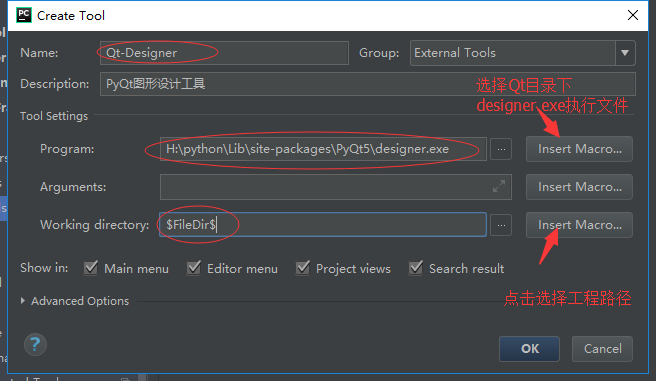 PC Create Tool
Name: Qt-Designer Group: External Tools
Description: PyQt图形设计工具
选择Qt目录下
designer.exe执行文件
Tool Settings
Program: H:\python\Lib\site-packages\PyQt5\designer.exe ... Insert Macro...
Arguments: Insert Macro...
Working directory: $FileDir$ ... Insert Macro...
Show in: Main menu Editor menu Project views Search result
点击选择工程路径
Advanced Options
? OK Cancel